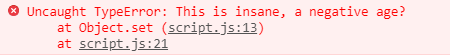 Uncaught TypeError: This is insane, a negative age?
at Object.set (script.js:13)
at script.js:21